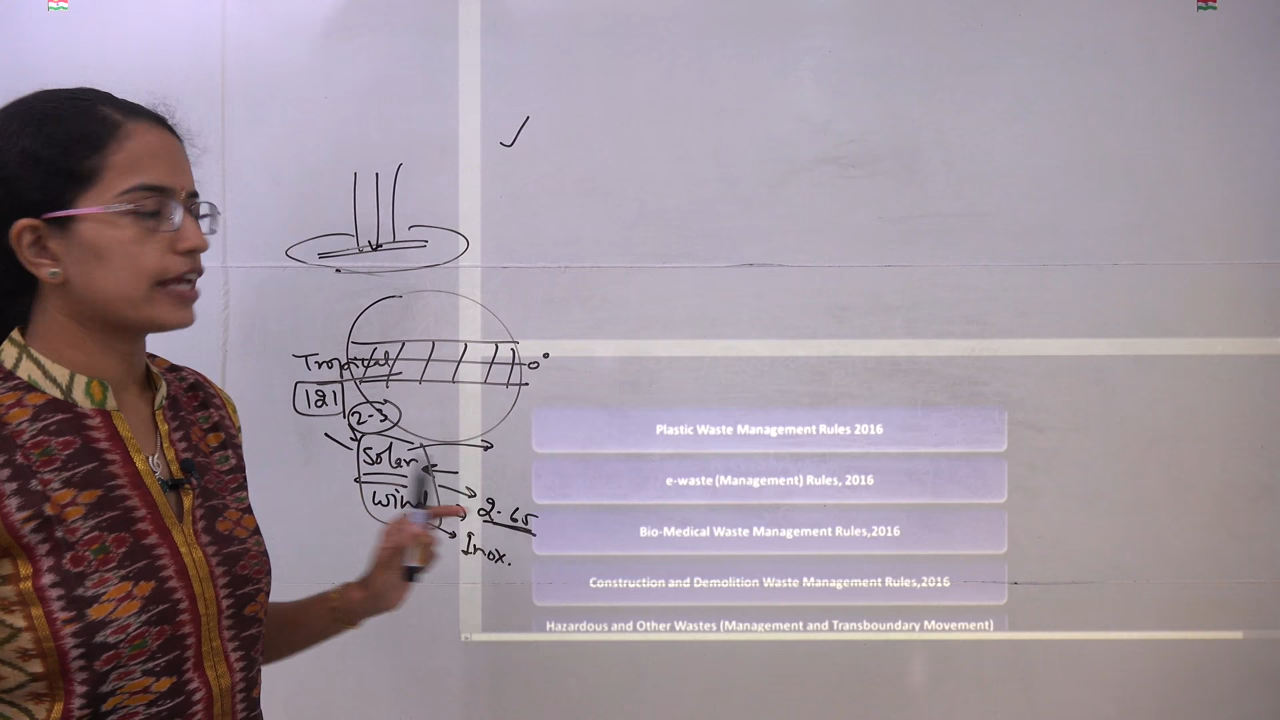 Tropical
0°
121
2-3
Solar
Wind
2.65
Inox.
Plastic Waste Management Rules 2016
e-waste (Management) Rules, 2016
Bio-Medical Waste Management Rules,2016
Construction and Demolition Waste Management Rules,2016
Hazardous and Other Wastes (Management and Transboundary Movement)